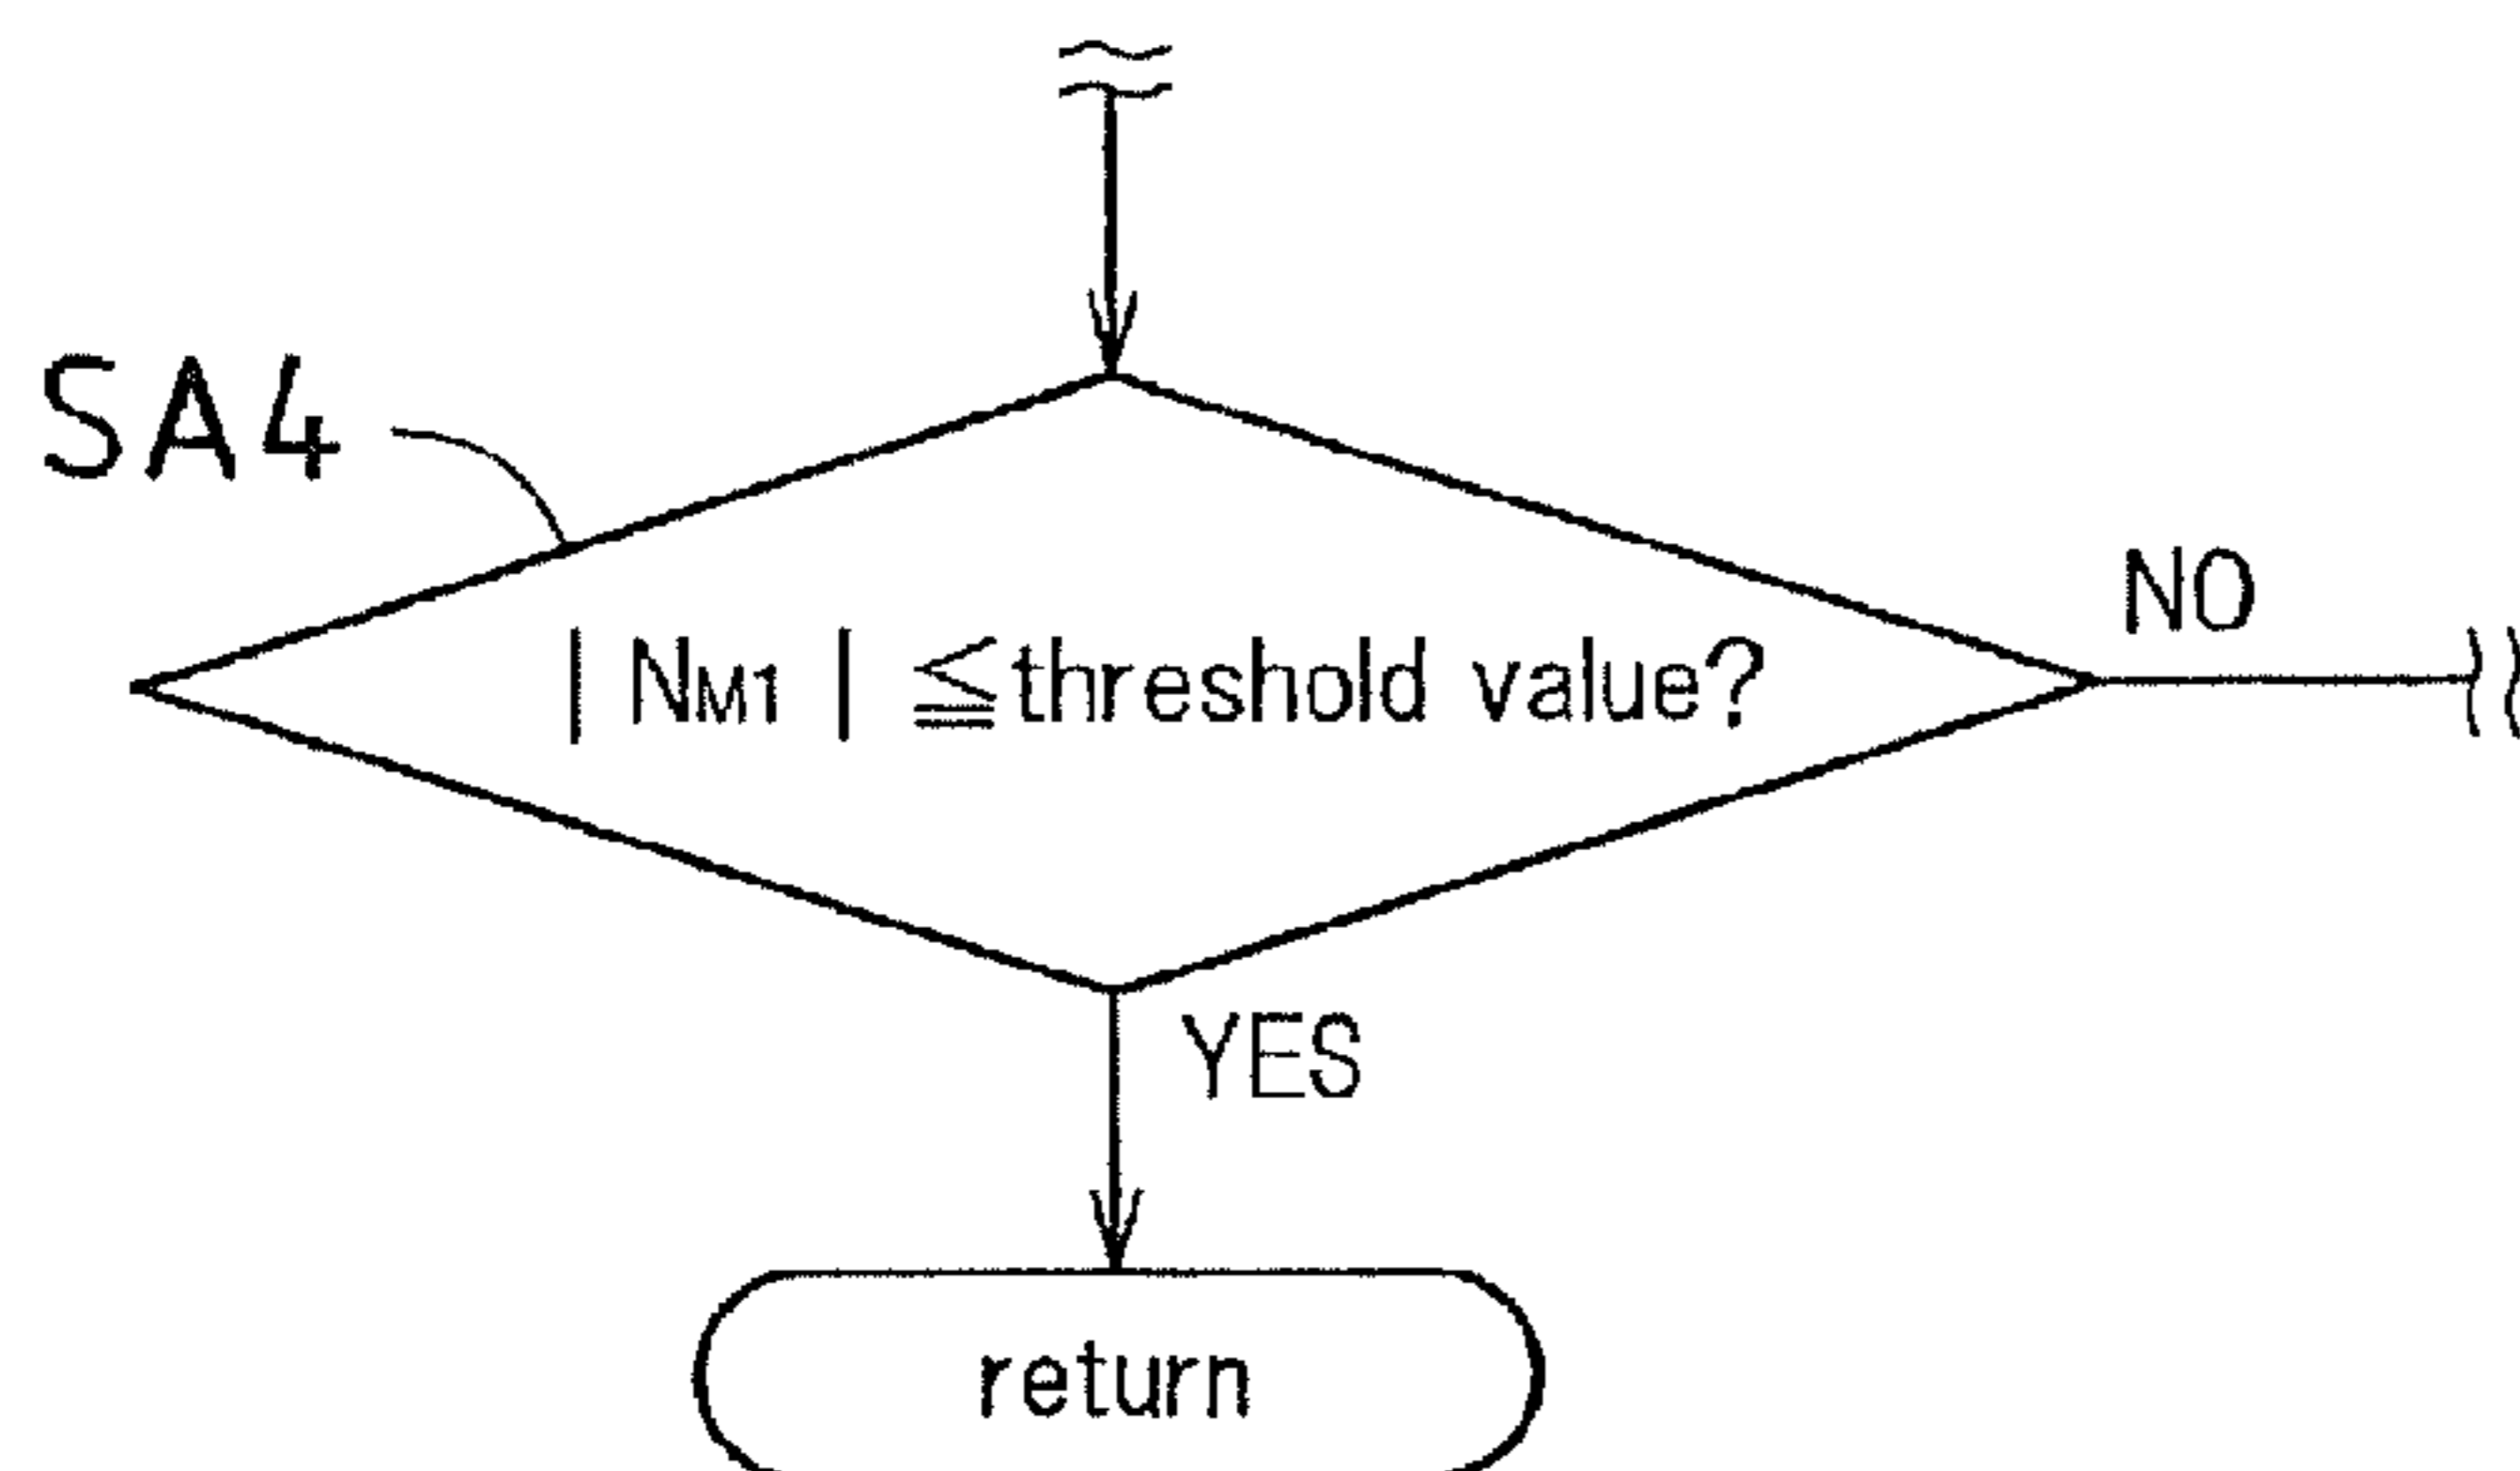 SA4
NO
| NM1 | ≦threshold value?
YES
return